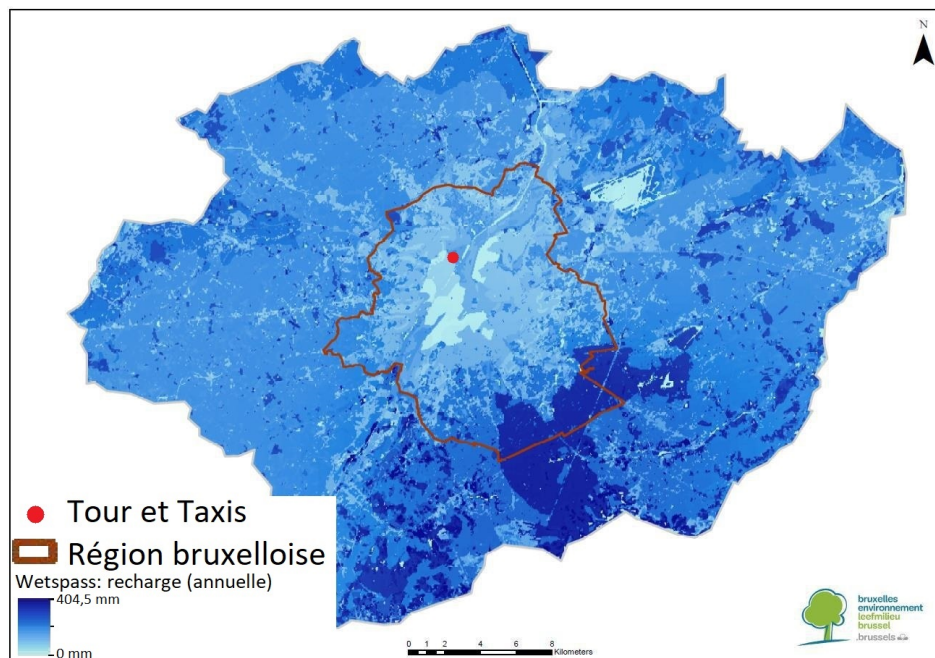 N
Tour et Taxis
Région bruxelloise
Wetspass: recharge (annuelle)
404,5 mm
0 mm
0 1 2 4 6 8
Kilometers
bruxelles
environnement
leefmilieu
brussel
.brussels